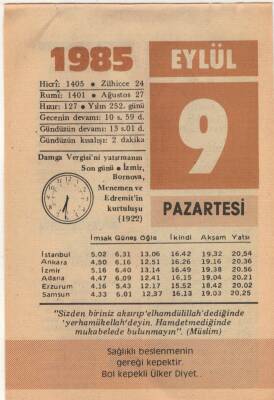 1985
EYLÜL
9
PAZARTESİ
Hicrî: 1405 • Zilhicce 24
Rumî: 1401 • Ağustos 27
Hızır: 127 • Yılın 252. günü
Gecenin devamı: 10 s. 59 d.
Gündüzün devamı: 13 s.01 d.
Gündüzün kısalışı: 2 dakika
Damga Vergisi'ni yatırmanın
Son günü • İzmir,
Bornova,
Menemen ve
Edremit'in
kurtuluşu
(1922)
İmsak Güneş Öğle İkindi Akşam Yatsı
İstanbul 5.02 6.31 13.06 16.42 19.32 20.54
Ankara 4.50 6.16 12.51 16.26 19.16 20.36
İzmir 5.16 6.40 13.14 16.49 19.38 20.56
Adana 4.47 6.09 12.41 16.15 19.04 20.21
Erzurum 4.16 5.43 12.17 15.52 18.42 20.02
Samsun 4.33 6.01 12.37 16.13 19.03 20.25
"Sizden biriniz aksırıp'elhamdülillah'dediğinde
'yerhamükellah'deyin. Hamdetmediğinde
mukabelede bulunmayın". (Müslim)
Sağlıklı beslenmenin
gereği kepektir.
Bol kepekli Ülker Diyet.